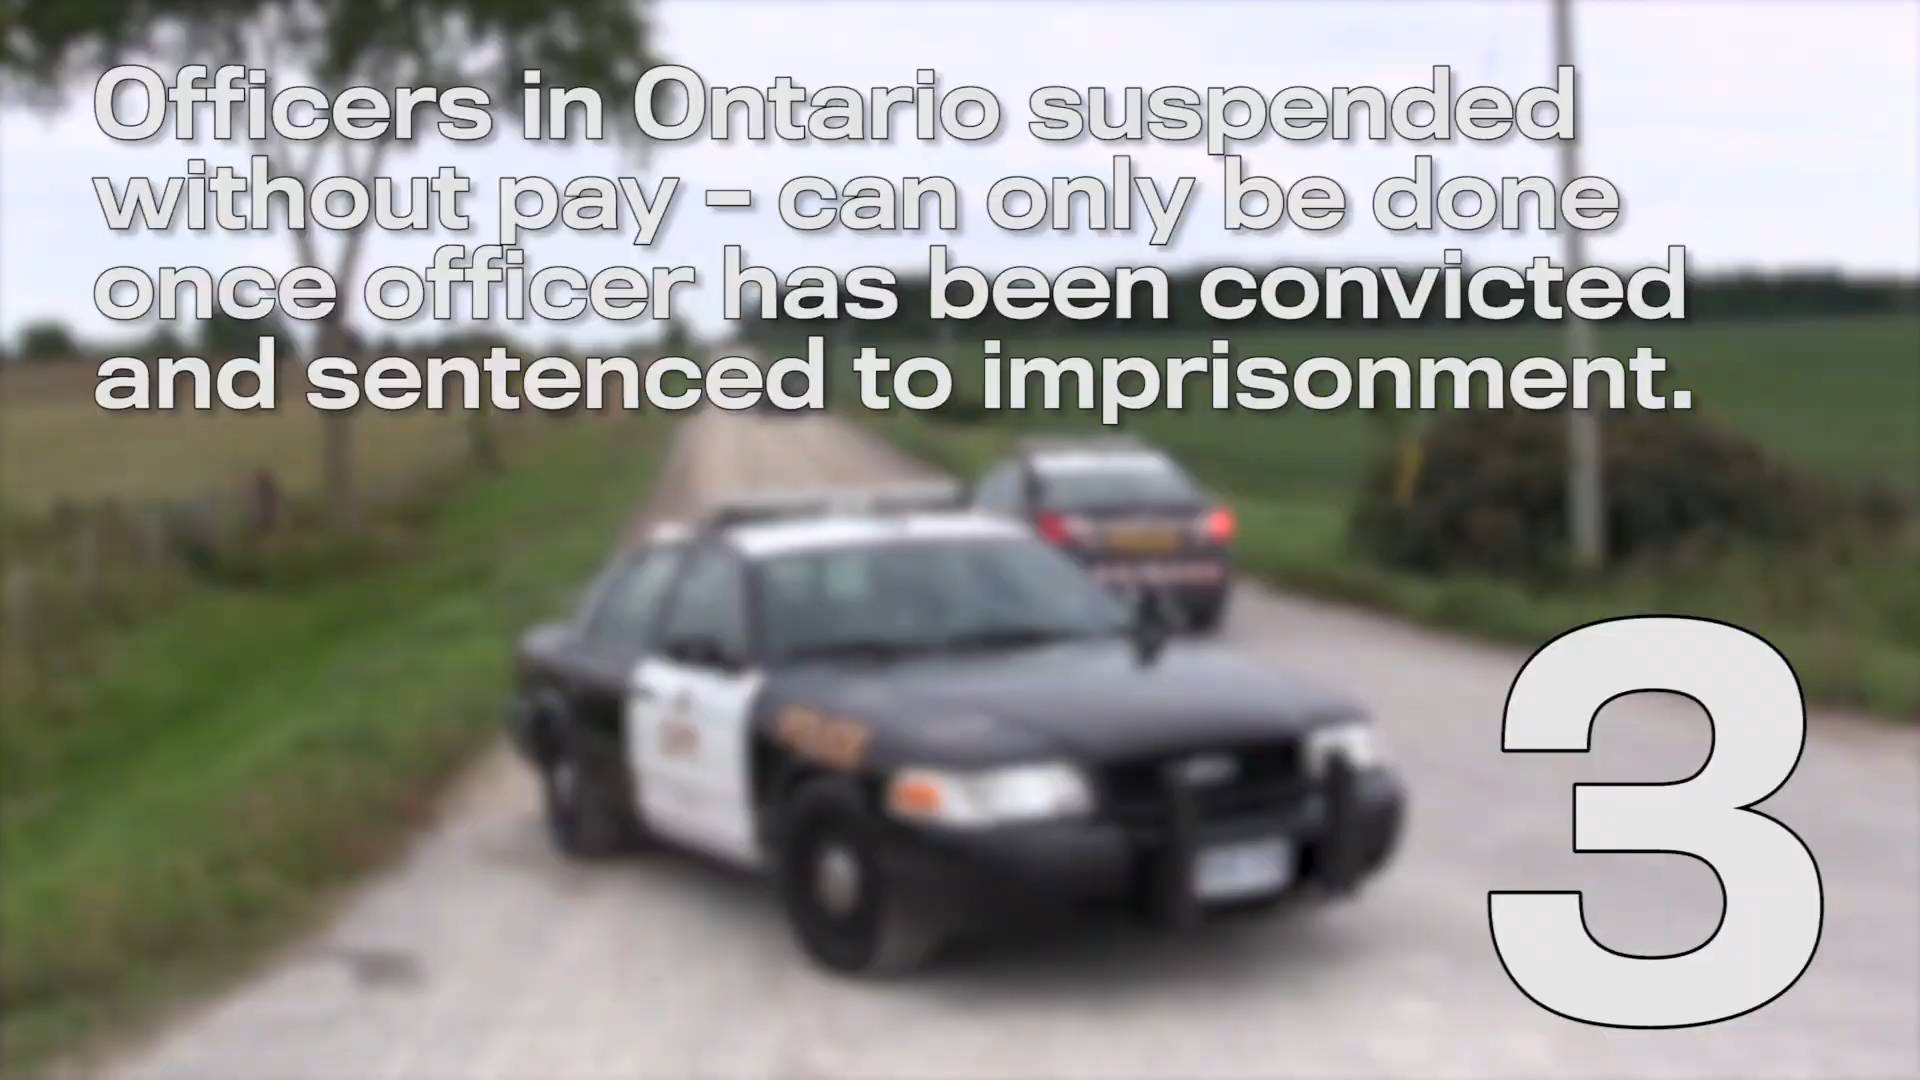 Officers in Ontario suspended
without pay - can only be done
once officer has been convicted
and sentenced to imprisonment.
POLICE
3